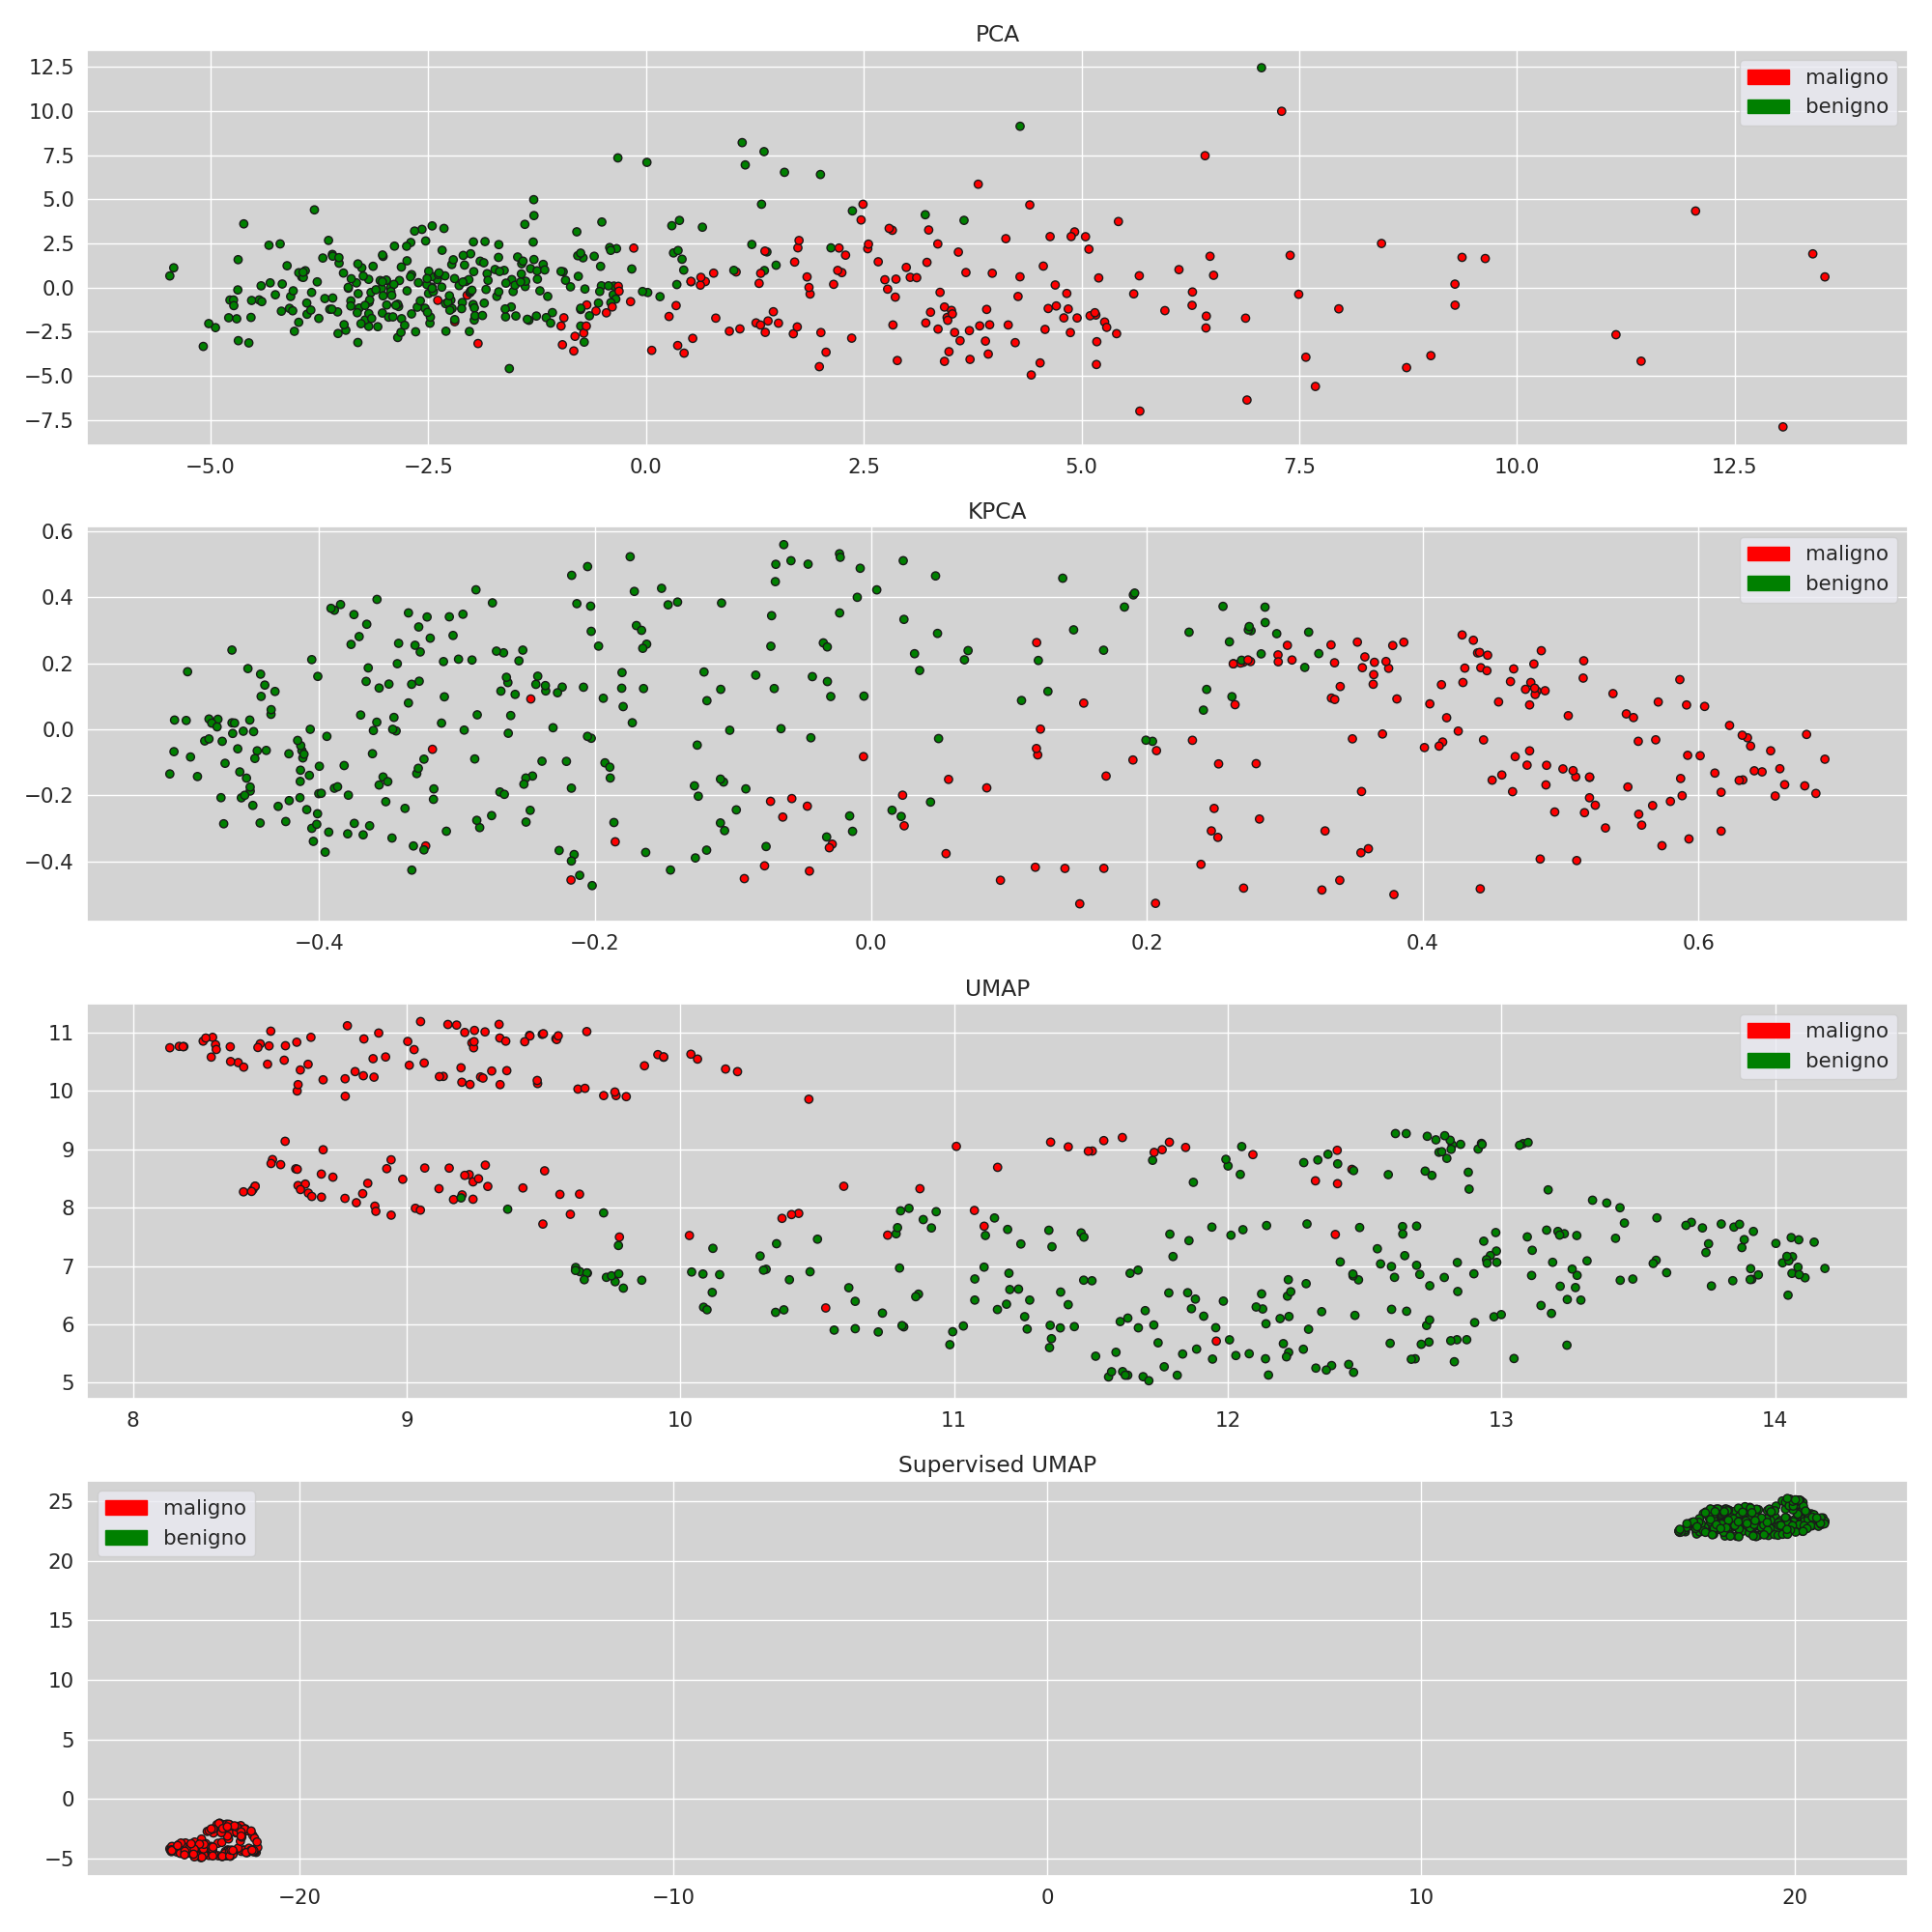 PCA
12.5
10.0
7.5
5.0
2.5
0.0
−2.5
−5.0
−7.5
maligno
benigno
−5.0 −2.5 0.0 2.5 5.0 7.5 10.0 12.5
KPCA
0.6
0.4
0.2
0.0
−0.2
−0.4
maligno
benigno
−0.4 −0.2 0.0 0.2 0.4 0.6
UMAP
11
10
9
8
7
6
5
maligno
benigno
8 9 10 11 12 13 14
Supervised UMAP
25
20
15
10
5
0
−5
maligno
benigno
−20 −10 0 10 20